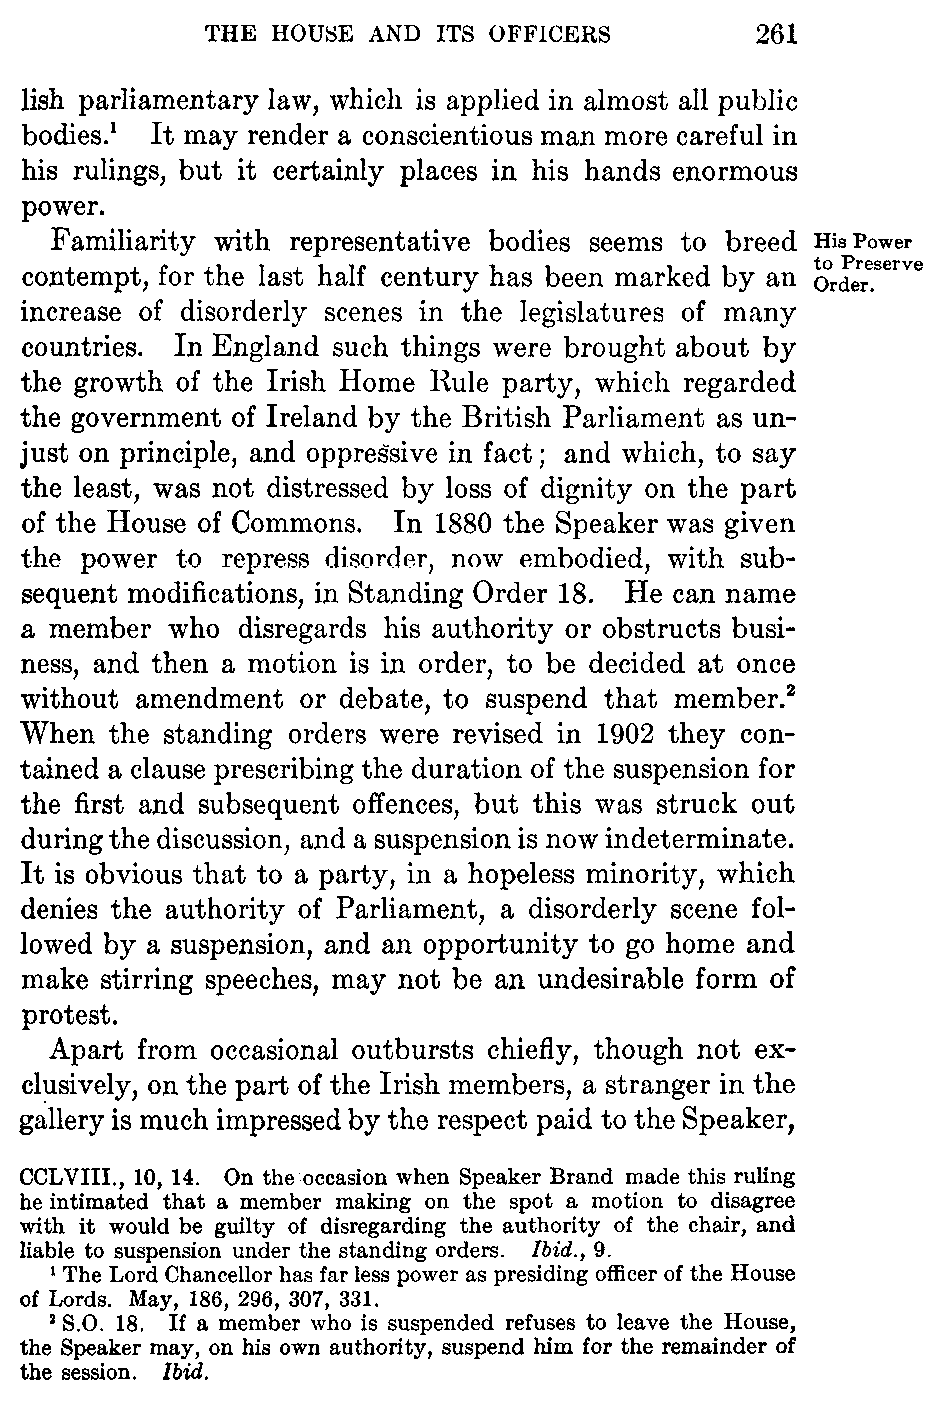 THE HOUSE AND ITS OFFICERS 261
lish parliamentary law, which is applied in almost all public
bodies.¹ It may render a conscientious man more careful in
his rulings, but it certainly places in his hands enormous
power.
Familiarity with representative bodies seems to breed
contempt, for the last half century has been marked by an
increase of disorderly scenes in the legislatures of many
countries. In England such things were brought about by
the growth of the Irish Home Rule party, which regarded
the government of Ireland by the British Parliament as un-
just on principle, and oppressive in fact; and which, to say
the least, was not distressed by loss of dignity on the part
of the House of Commons. In 1880 the Speaker was given
the power to repress disorder, now embodied, with sub-
sequent modifications, in Standing Order 18. He can name
a member who disregards his authority or obstructs busi-
ness, and then a motion is in order, to be decided at once
without amendment or debate, to suspend that member.²
When the standing orders were revised in 1902 they con-
tained a clause prescribing the duration of the suspension for
the first and subsequent offences, but this was struck out
during the discussion, and a suspension is now indeterminate.
It is obvious that to a party, in a hopeless minority, which
denies the authority of Parliament, a disorderly scene fol-
lowed by a suspension, and an opportunity to go home and
make stirring speeches, may not be an undesirable form of
protest.
His Power
to Preserve
Order.
Apart from occasional outbursts chiefly, though not ex-
clusively, on the part of the Irish members, a stranger in the
gallery is much impressed by the respect paid to the Speaker,
CCLVIII., 10, 14. On the occasion when Speaker Brand made this ruling
he intimated that a member making on the spot a motion to disagree
with it would be guilty of disregarding the authority of the chair, and
liable to suspension under the standing orders. Ibid., 9.
¹ The Lord Chancellor has far less power as presiding officer of the House
of Lords. May, 186, 296, 307, 331.
² S.O. 18. If a member who is suspended refuses to leave the House,
the Speaker may, on his own authority, suspend him for the remainder of
the session. Ibid.